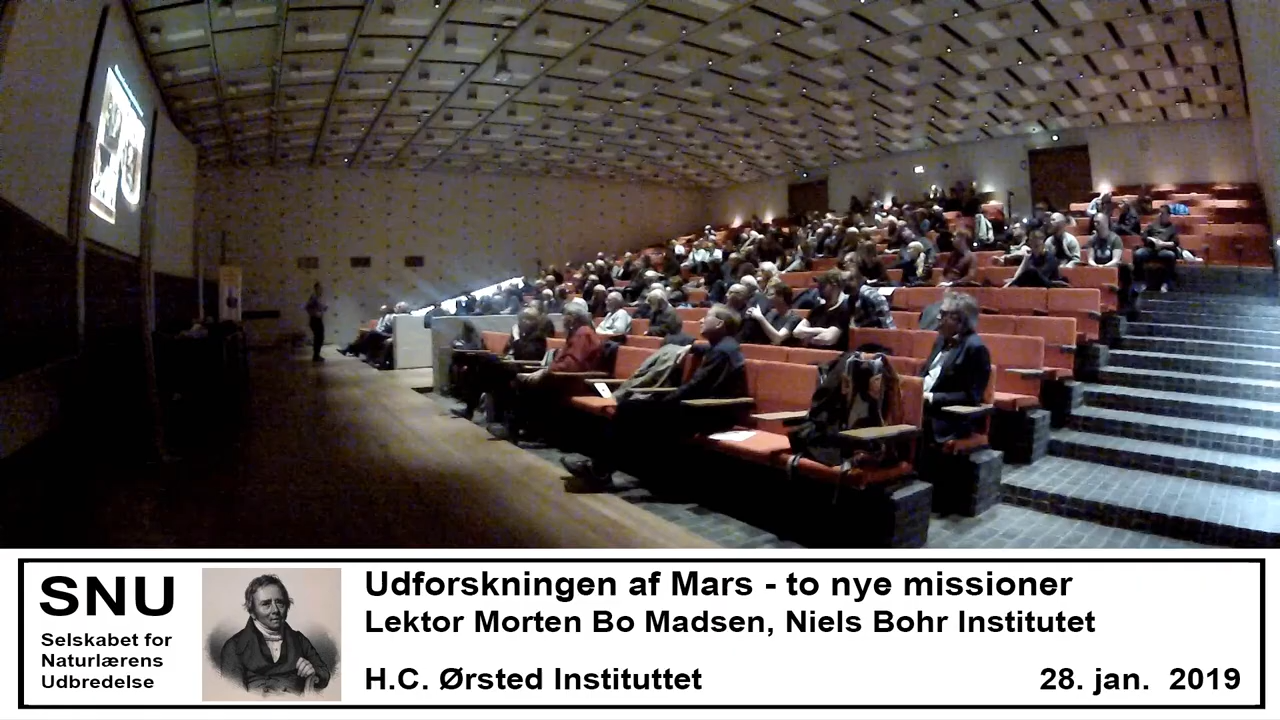 SNU
Selskabet for
Naturlærens
Udbredelse
Udforskningen af Mars - to nye missioner
Lektor Morten Bo Madsen, Niels Bohr Institutet
H.C. Ørsted Instituttet
28. jan. 2019